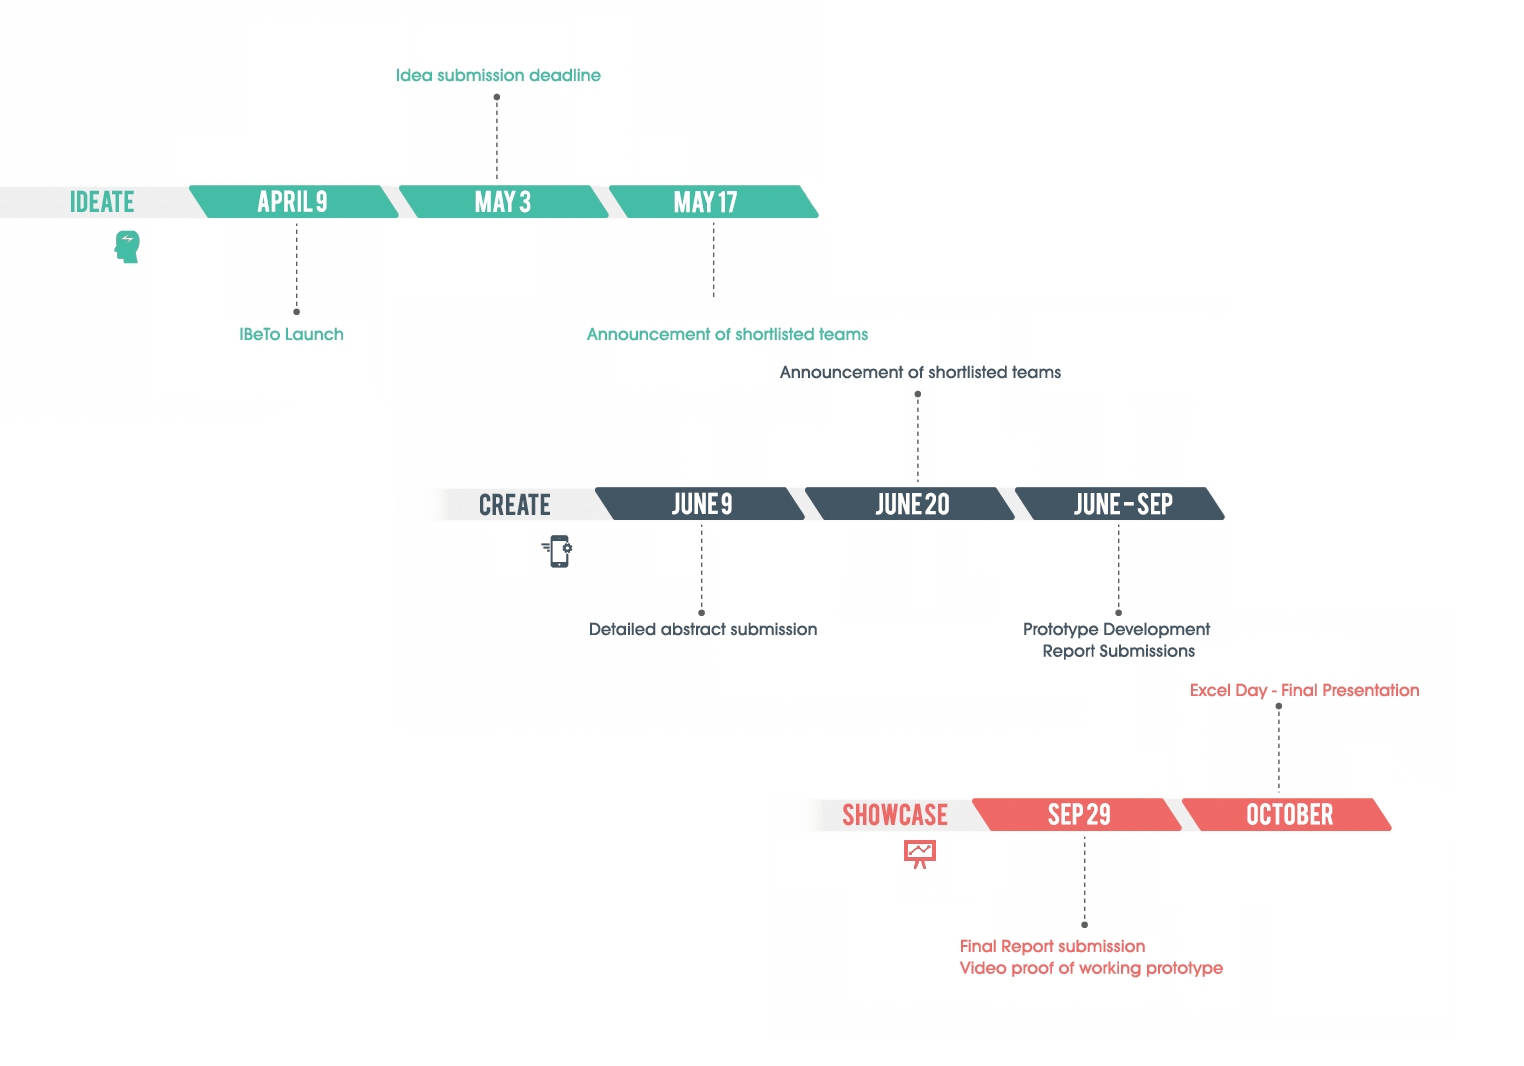 Idea submission deadline
IDEATE
APRIL 9
MAY 3
MAY 17
IBeTo Launch
Announcement of shortlisted teams
Announcement of shortlisted teams
CREATE
JUNE 9
JUNE 20
JUNE – SEP
Detailed abstract submission
Prototype Development
Report Submissions
Excel Day - Final Presentation
SHOWCASE
SEP 29
OCTOBER
Final Report submission
Video proof of working prototype